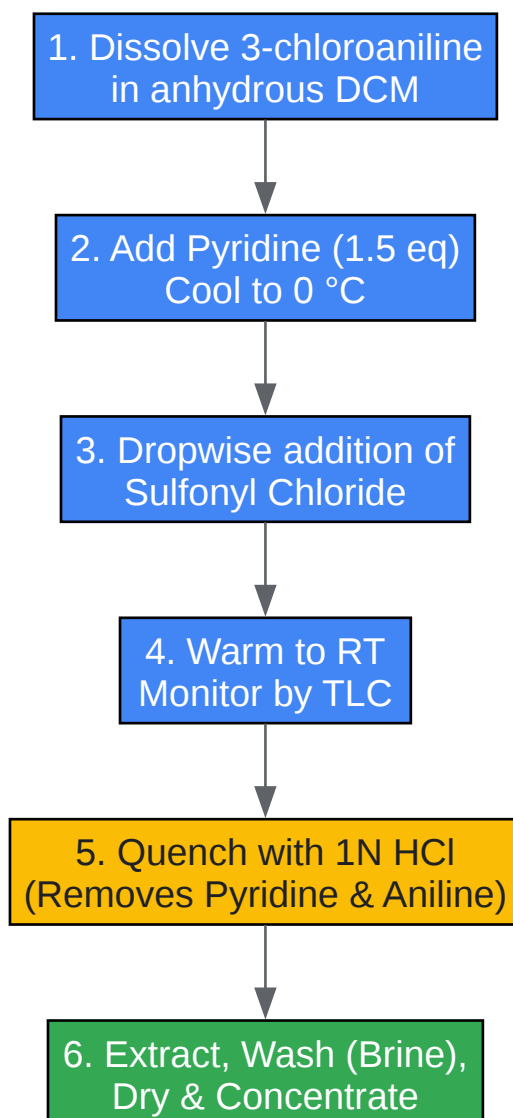 1. Dissolve 3-chloroaniline
in anhydrous DCM
2. Add Pyridine (1.5 eq)
Cool to 0 °C
3. Dropwise addition of
Sulfonyl Chloride
4. Warm to RT
Monitor by TLC
5. Quench with 1N HCl
(Removes Pyridine & Aniline)
6. Extract, Wash (Brine),
Dry & Concentrate